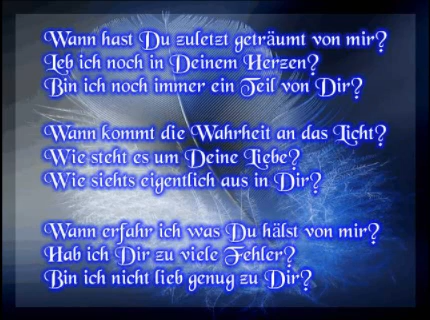 Wann hast Du zuletzt geträumt von mir?
Leb ich noch in Deinem Herzen?
Bin ich noch immer ein Teil von Dir?
Wann kommt die Wahrheit an das Licht?
Wie steht es um Deine Liebe?
Wie siehts eigentlich aus in Dir?
Wann erfahr ich was Du hälst von mir?
Hab ich Dir zu viele Fehler?
Bin ich nicht lieb genug zu Dir?